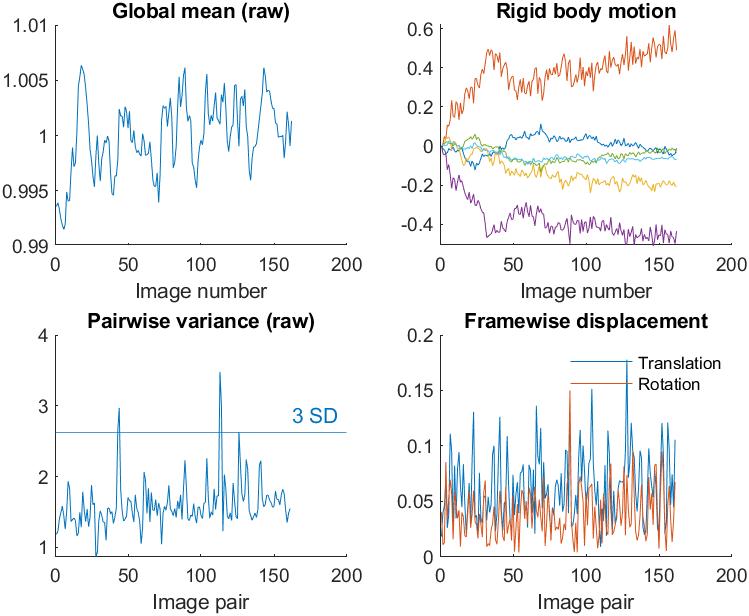 Global mean (raw)
1.01
1.005
1
0.995
0.99
0 50 100 150 200
Image number
Rigid body motion
0.6
0.4
0.2
0
-0.2
-0.4
0 50 100 150 200
Image number
Pairwise variance (raw)
4
3
2
1
3 SD
0 50 100 150 200
Image pair
Framewise displacement
0.2
0.15
0.1
0.05
0
Translation
Rotation
0 50 100 150 200
Image pair